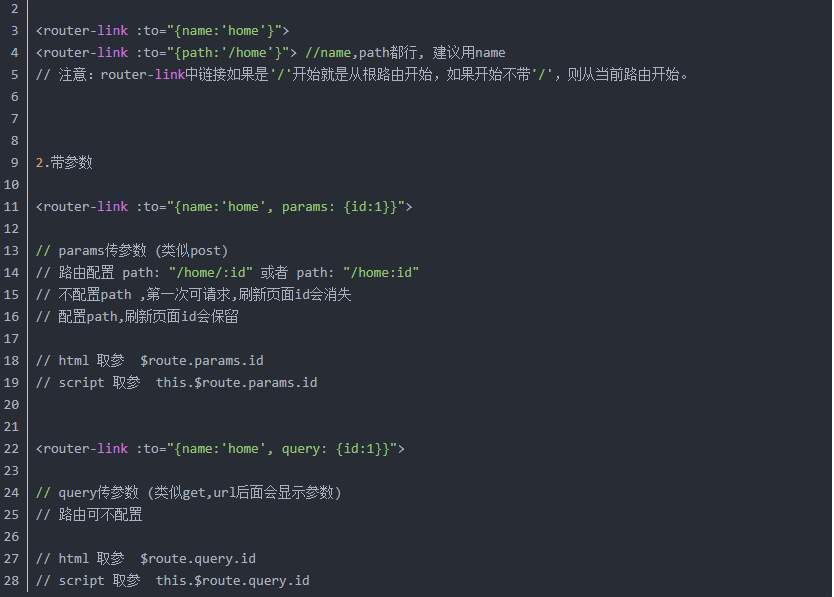 2
3 <router-link :to="{name:'home'}">
4 <router-link :to="{path:'/home'}"> //name,path都行, 建议用name
5 // 注意：router-link中链接如果是'/'开始就是从根路由开始，如果开始不带'/'，则从当前路由开始。
6
7
8
9 2.带参数
10
11 <router-link :to="{name:'home', params: {id:1}}">
12
13 // params传参数 (类似post)
14 // 路由配置 path: "/home/:id" 或者 path: "/home:id"
15 // 不配置path ,第一次可请求,刷新页面id会消失
16 // 配置path,刷新页面id会保留
17
18 // html 取参  $route.params.id
19 // script 取参  this.$route.params.id
20
21
22 <router-link :to="{name:'home', query: {id:1}}">
23
24 // query传参数 (类似get,url后面会显示参数)
25 // 路由可不配置
26
27 // html 取参  $route.query.id
28 // script 取参  this.$route.query.id